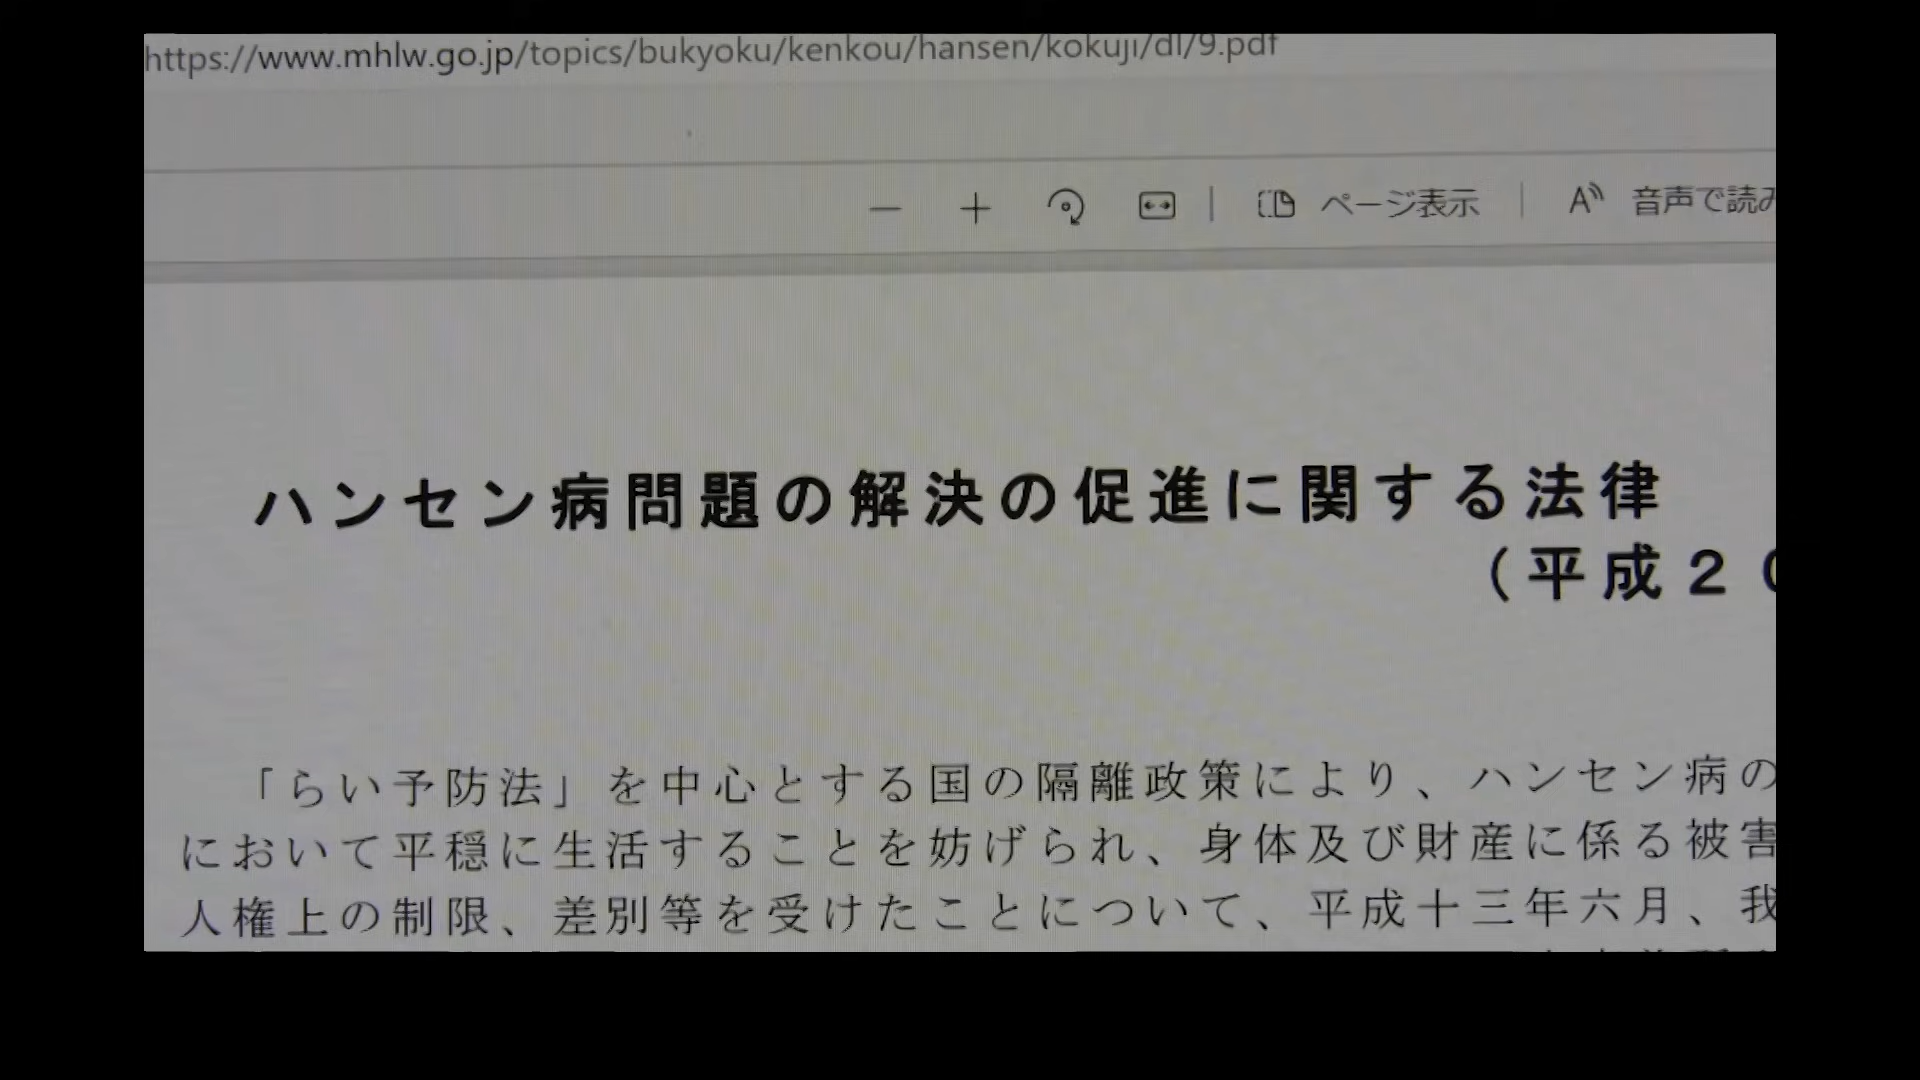 https://www.mhlw.go.jp/topics/bukyoku/kenkou/hansen/kokuji/dl/9.pdf
ページ表示
音声で読み
ハンセン病問題の解決の促進に関する法律
（平成２０
「らい予防法」を中心とする国の隔離政策により、ハンセン病の
において平穏に生活することを妨げられ、身体及び財産に係る被害
人権上の制限、差別等を受けたことについて、平成十三年六月、我